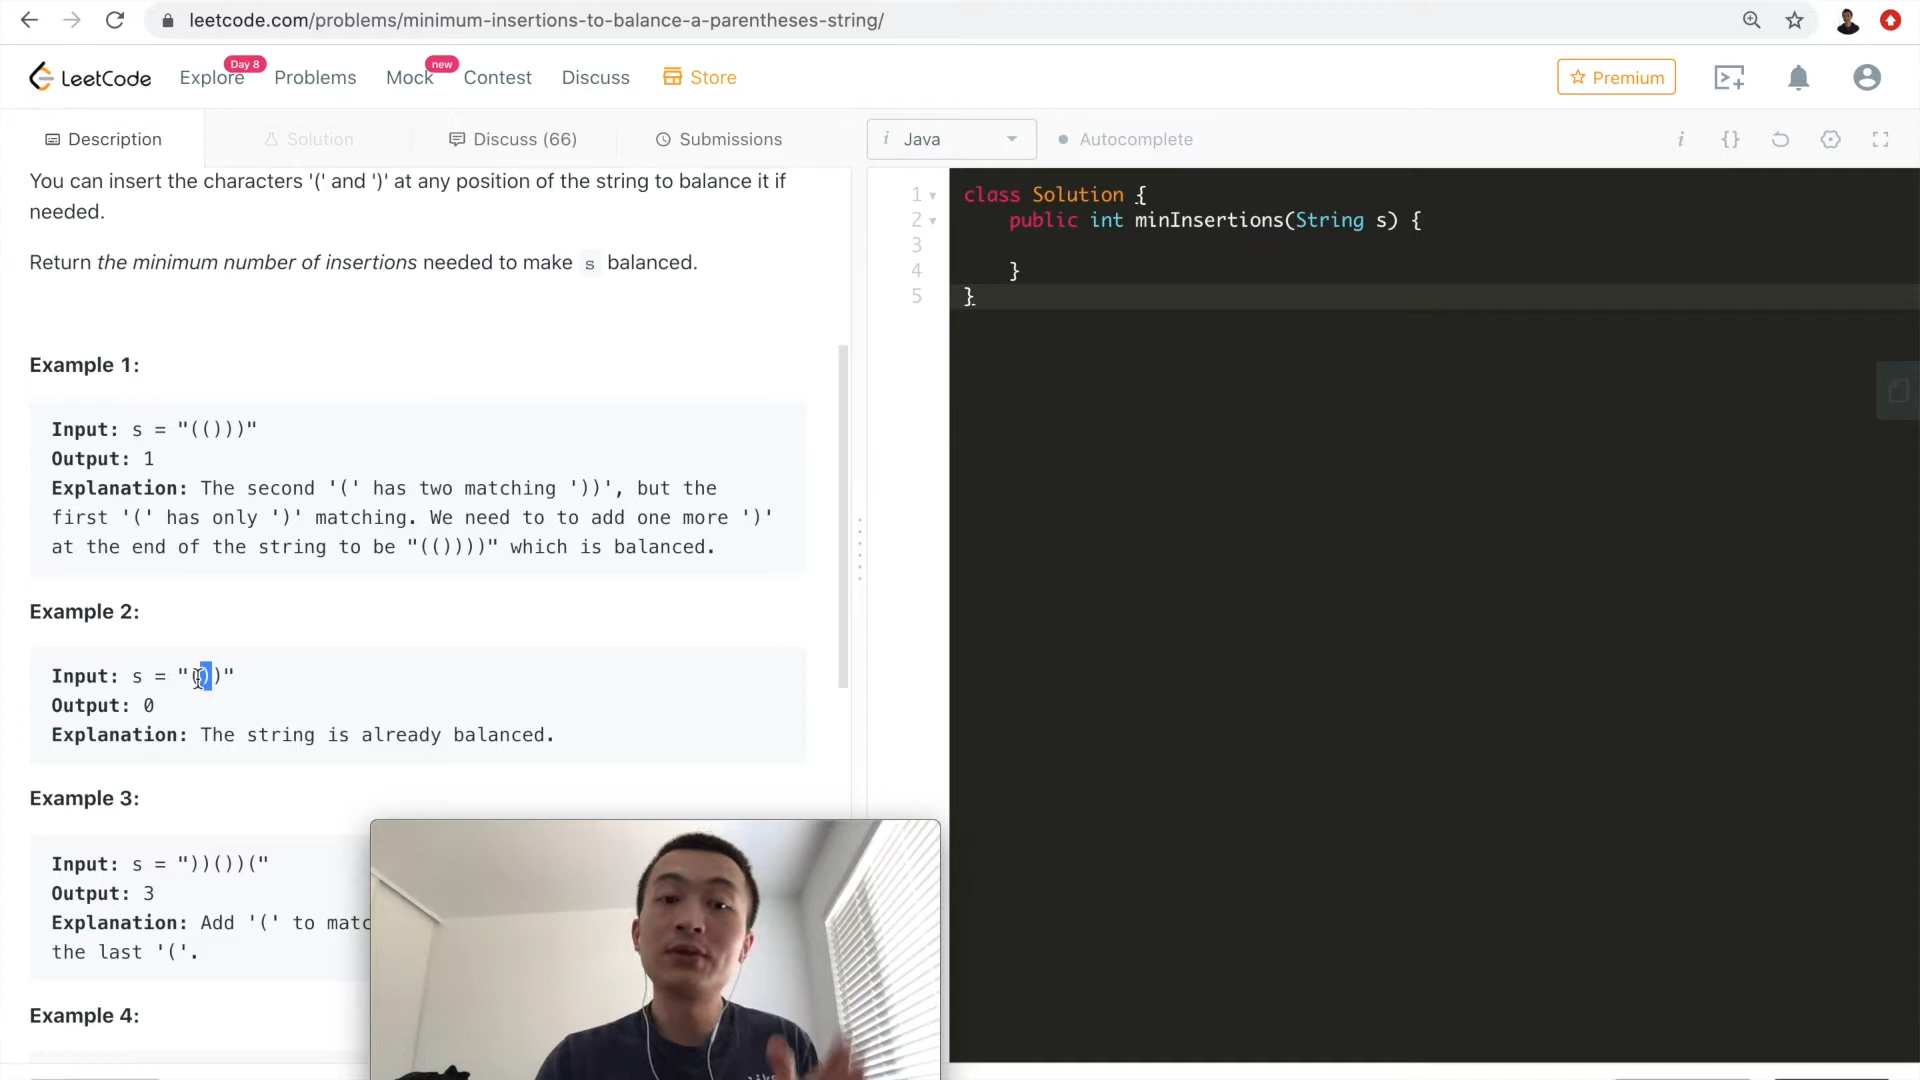 leetcode.com/problems/minimum-insertions-to-balance-a-parentheses-string/
LeetCode
Explore
Day 8
Problems
Mock
new
Contest
Discuss
Store
Premium
Description
Solution
Discuss (66)
Submissions
i Java
Autocomplete
i {}
You can insert the characters '(' and ')' at any position of the string to balance it if
needed.
Return the minimum number of insertions needed to make s balanced.
Example 1:
Input: s = "(()))"
Output: 1
Explanation: The second '(' has two matching '))', but the
first '(' has only ')' matching. We need to to add one more ')'
at the end of the string to be "(())))" which is balanced.
Example 2:
Input: s = "())"
Output: 0
Explanation: The string is already balanced.
Example 3:
Input: s = "))())("
Output: 3
Explanation: Add '(' to matc
the last '('.
Example 4:
1 class Solution {
2 public int minInsertions(String s) {
3
4 }
5 }